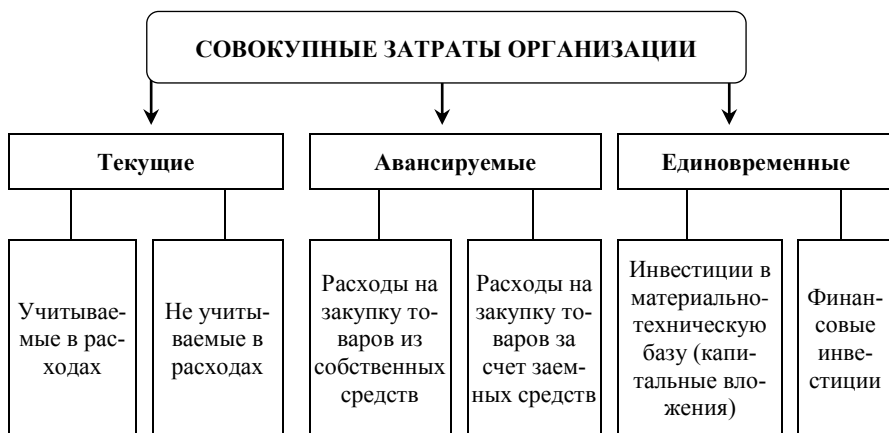 СОВОКУПНЫЕ ЗАТРАТЫ ОРГАНИЗАЦИИ
Текущие
Авансируемые
Единовременные
Учитывае-
мые в рас-
ходах
Не учиты-
ваемые в
расходах
Расходы на
закупку то-
варов из
собственных
средств
Расходы на
закупку то-
варов за
счет заем-
ных средств
Инвестиции в
материально-
техническую
базу (капи-
тальные вло-
жения)
Финан-
совые
инве-
стиции